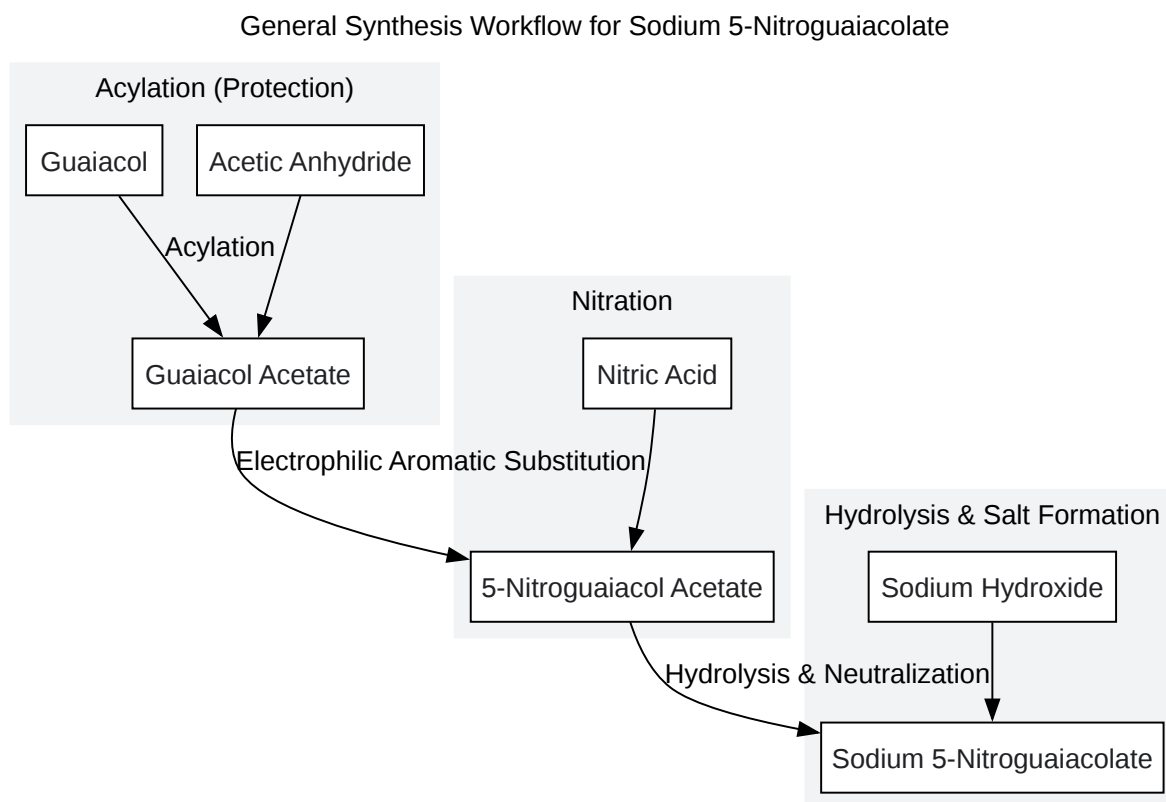 General Synthesis Workflow for Sodium 5-Nitroguaiacolate
Acylation (Protection)
Guaiacol
Acetic Anhydride
Acylation
Guaiacol Acetate
Nitration
Nitric Acid
Electrophilic Aromatic Substitution
5-Nitroguaiacol Acetate
Hydrolysis & Salt Formation
Sodium Hydroxide
Hydrolysis & Neutralization
Sodium 5-Nitroguaiacolate